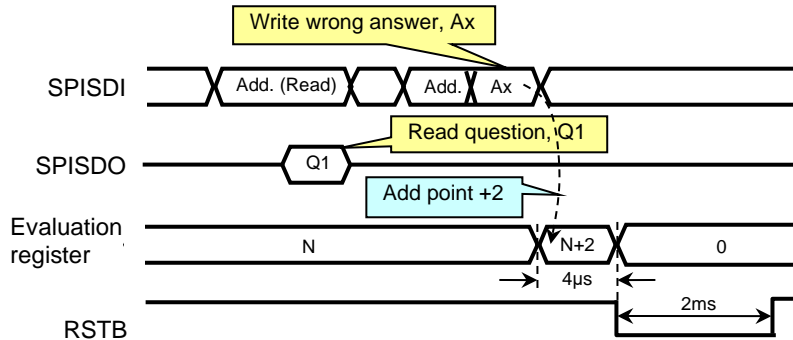 Write wrong answer, Ax
SPISDI
Add. (Read)
Add.
Ax
Read question, Q1
SPISDO
Q1
Add point +2
Evaluation
register
N
N+2
0
4µs
2ms
RSTB